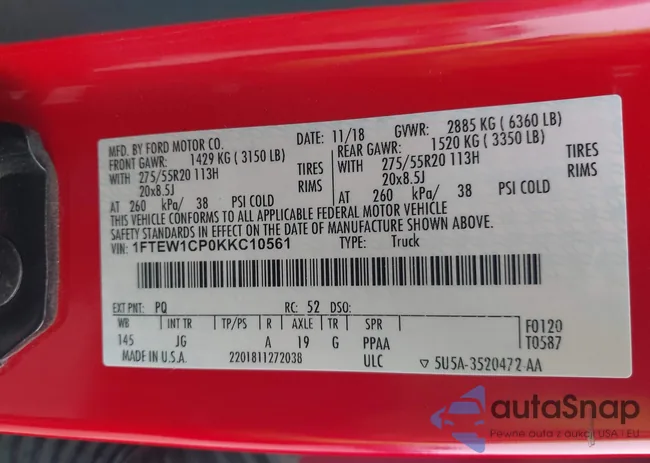 MFD. BY FORD MOTOR CO.
DATE: 11/18 GVWR: 2885 KG ( 6360 LB)
FRONT GAWR: 1429 KG ( 3150 LB) REAR GAWR: 1520 KG ( 3350 LB)
WITH 275/55R20 113H TIRES WITH 275/55R20 113H TIRES
20x8.5J RIMS 20x8.5J RIMS
AT 260 kPa/ 38 PSI COLD AT 260 kPa/ 38 PSI COLD
THIS VEHICLE CONFORMS TO ALL APPLICABLE FEDERAL MOTOR VEHICLE
SAFETY STANDARDS IN EFFECT ON THE DATE OF MANUFACTURE SHOWN ABOVE.
VIN: 1FTEW1CP0KKC10561 TYPE: Truck
EXT PNT: PQ RC: 52 DSO:
WB INT TR TP/PS R AXLE TR SPR F0120
145 JG A 19 G PPAA T0587
MADE IN U.S.A. 2201811272038 ULC ▽ 5U5A-3520472-AA
autaSnap
Pewne auta z aukcji USA i EU